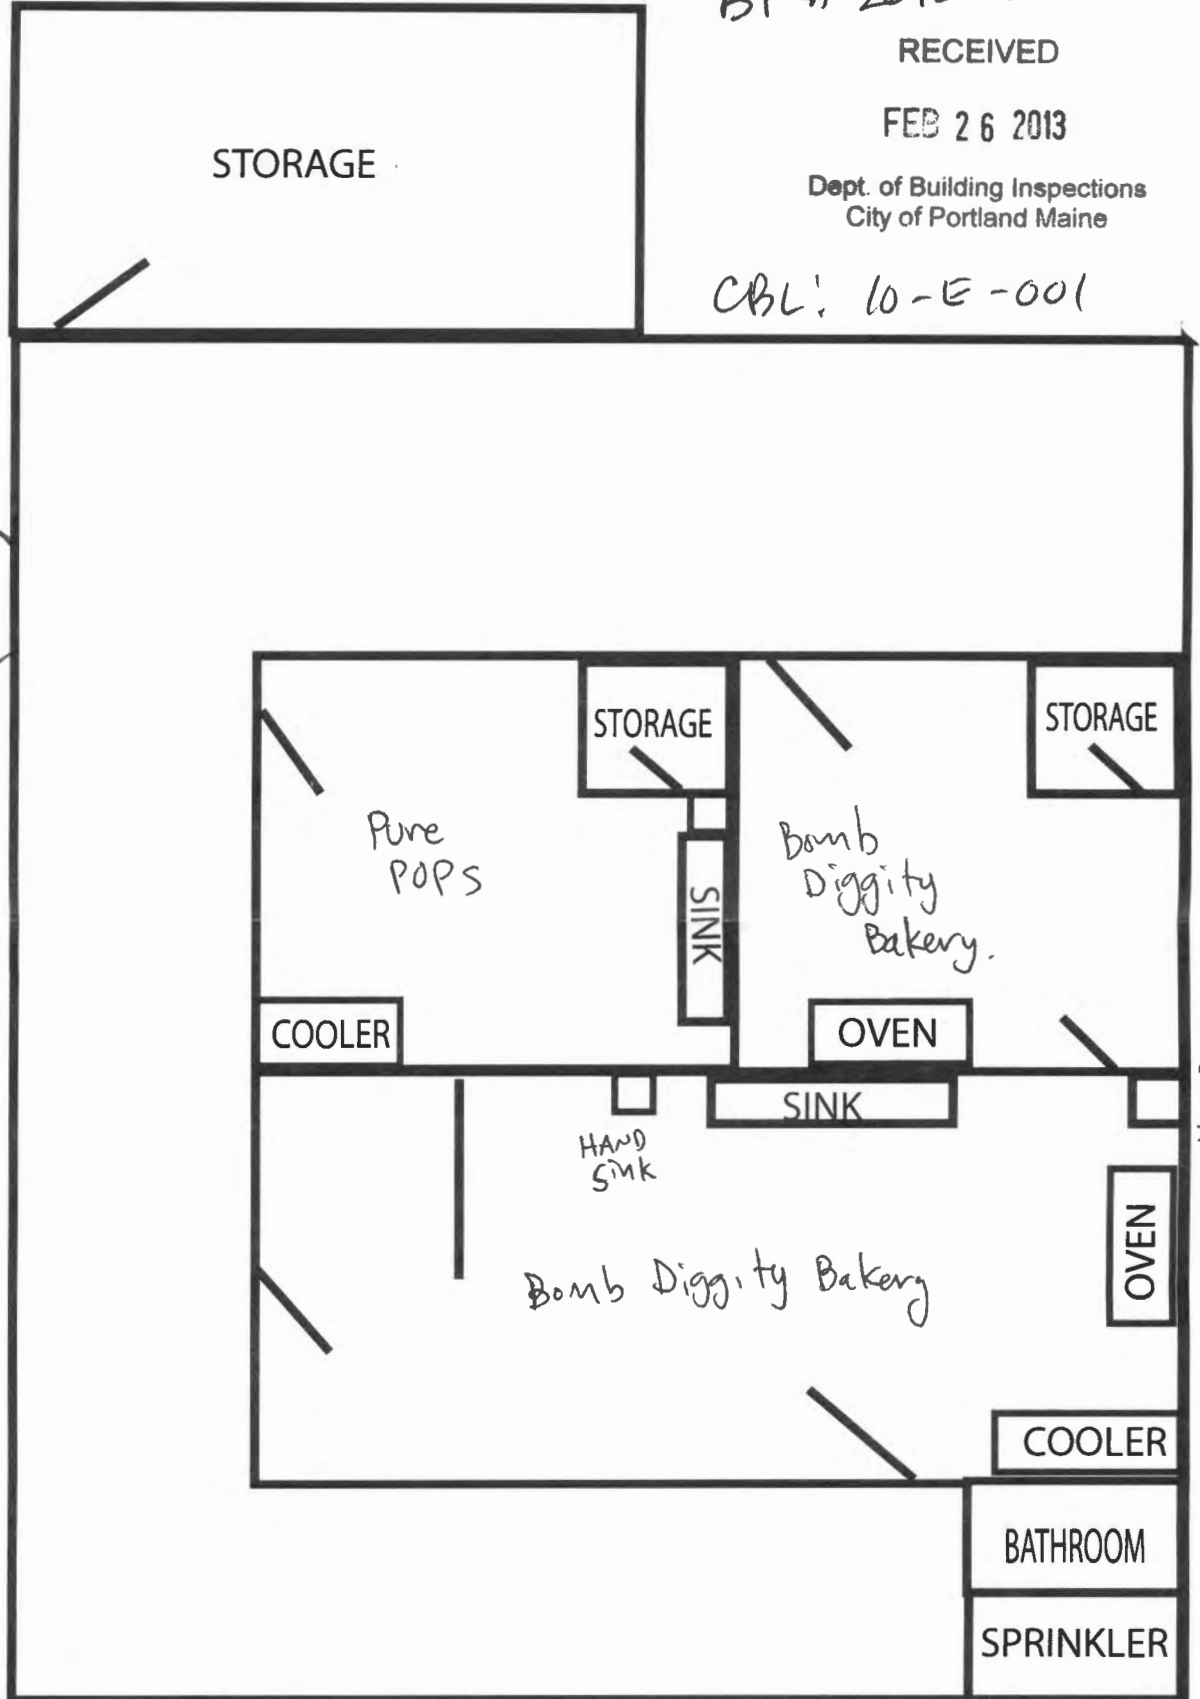 RECEIVED
FEB 26 2013
Dept. of Building Inspections
City of Portland Maine
CBL: 10-E-001
STORAGE
STORAGE
STORAGE
Pure
POPS
Bomb
Diggity
Bakery.
SINK
COOLER
OVEN
SINK
HAND
Sink
OVEN
Bomb Diggity Bakery
COOLER
BATHROOM
SPRINKLER